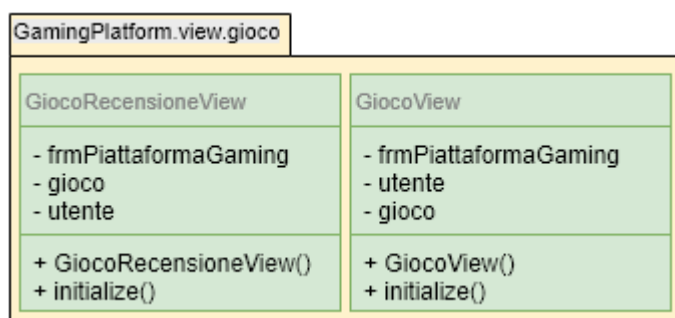 GamingPlatform.view.gioco
GiocoRecensioneView
- frmPiattaformaGaming
- gioco
- utente
+ GiocoRecensioneView()
+ initialize()
GiocoView
- frmPiattaformaGaming
- utente
- gioco
+ GiocoView()
+ initialize()